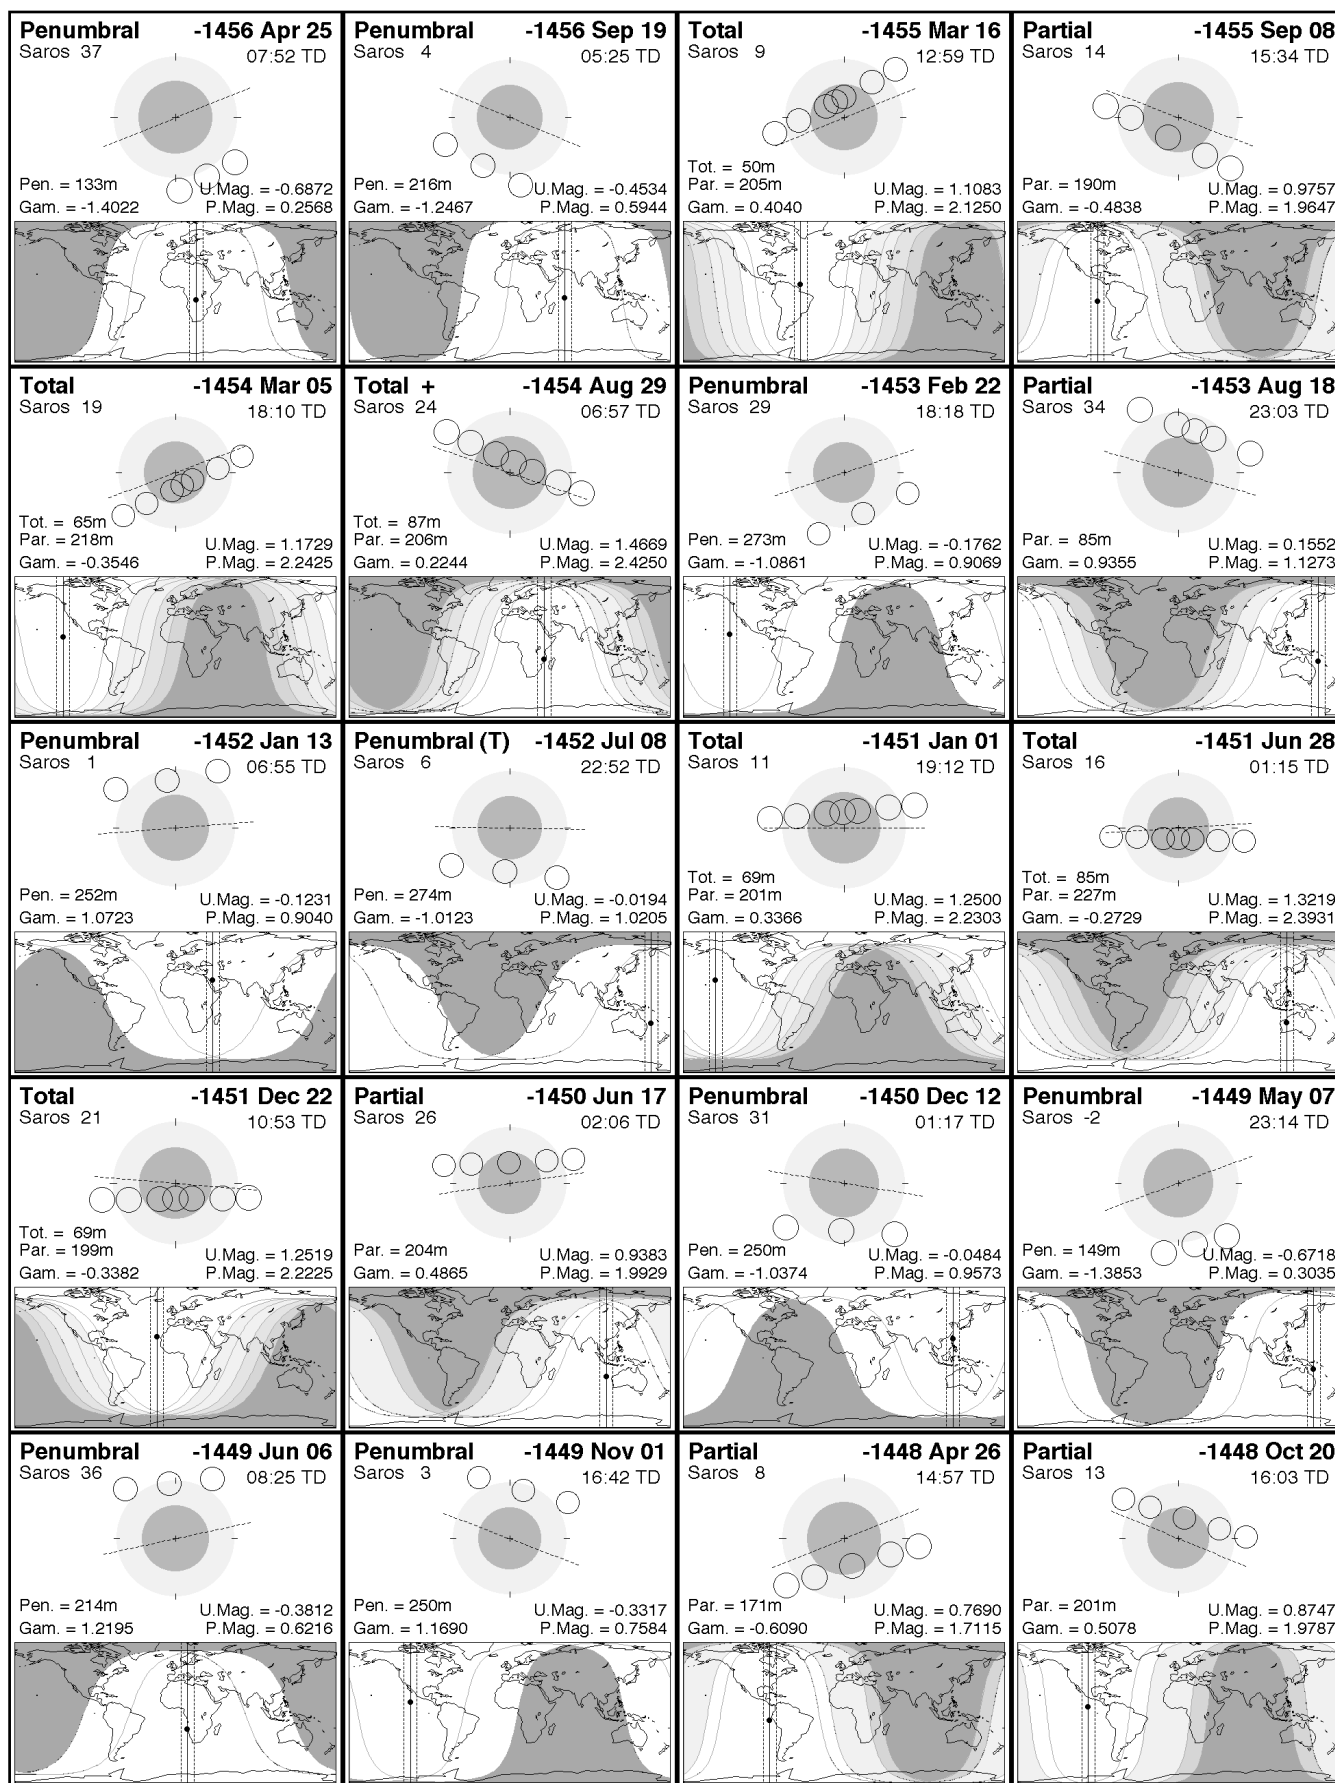 Penumbral -1456 Apr 25
Saros 37 07:52 TD
Pen. = 133m U.Mag. = -0.6872
Gam. = -1.4022 P.Mag. = 0.2568
Penumbral -1456 Sep 19
Saros 4 05:25 TD
Pen. = 216m U.Mag. = -0.4534
Gam. = -1.2467 P.Mag. = 0.5944
Total -1455 Mar 16
Saros 9 12:59 TD
Tot. = 50m
Par. = 205m U.Mag. = 1.1083
Gam. = 0.4040 P.Mag. = 2.1250
Partial -1455 Sep 08
Saros 14 15:34 TD
Par. = 190m U.Mag. = 0.9757
Gam. = -0.4838 P.Mag. = 1.9647
Total -1454 Mar 05
Saros 19 18:10 TD
Tot. = 65m
Par. = 218m U.Mag. = 1.1729
Gam. = -0.3546 P.Mag. = 2.2425
Total + -1454 Aug 29
Saros 24 06:57 TD
Tot. = 87m
Par. = 206m U.Mag. = 1.4669
Gam. = 0.2244 P.Mag. = 2.4250
Penumbral -1453 Feb 22
Saros 29 18:18 TD
Pen. = 273m U.Mag. = -0.1762
Gam. = -1.0861 P.Mag. = 0.9069
Partial -1453 Aug 18
Saros 34 23:03 TD
Par. = 85m U.Mag. = 0.1552
Gam. = 0.9355 P.Mag. = 1.1273
Penumbral -1452 Jan 13
Saros 1 06:55 TD
Pen. = 252m U.Mag. = -0.1231
Gam. = 1.0723 P.Mag. = 0.9040
Penumbral (T) -1452 Jul 08
Saros 6 22:52 TD
Pen. = 274m U.Mag. = -0.0194
Gam. = -1.0123 P.Mag. = 1.0205
Total -1451 Jan 01
Saros 11 19:12 TD
Tot. = 69m
Par. = 201m U.Mag. = 1.2500
Gam. = 0.3366 P.Mag. = 2.2303
Total -1451 Jun 28
Saros 16 01:15 TD
Tot. = 85m
Par. = 227m U.Mag. = 1.3219
Gam. = -0.2729 P.Mag. = 2.3931
Total -1451 Dec 22
Saros 21 10:53 TD
Tot. = 69m
Par. = 199m U.Mag. = 1.2519
Gam. = -0.3382 P.Mag. = 2.2225
Partial -1450 Jun 17
Saros 26 02:06 TD
Par. = 204m U.Mag. = 0.9383
Gam. = 0.4865 P.Mag. = 1.9929
Penumbral -1450 Dec 12
Saros 31 01:17 TD
Pen. = 250m U.Mag. = -0.0484
Gam. = -1.0374 P.Mag. = 0.9573
Penumbral -1449 May 07
Saros -2 23:14 TD
Pen. = 149m U.Mag. = -0.6718
Gam. = -1.3853 P.Mag. = 0.3035
Penumbral -1449 Jun 06
Saros 36 08:25 TD
Pen. = 214m U.Mag. = -0.3812
Gam. = 1.2195 P.Mag. = 0.6216
Penumbral -1449 Nov 01
Saros 3 16:42 TD
Pen. = 250m U.Mag. = -0.3317
Gam. = 1.1690 P.Mag. = 0.7584
Partial -1448 Apr 26
Saros 8 14:57 TD
Par. = 171m U.Mag. = 0.7690
Gam. = -0.6090 P.Mag. = 1.7115
Partial -1448 Oct 20
Saros 13 16:03 TD
Par. = 201m U.Mag. = 0.8747
Gam. = 0.5078 P.Mag. = 1.9787